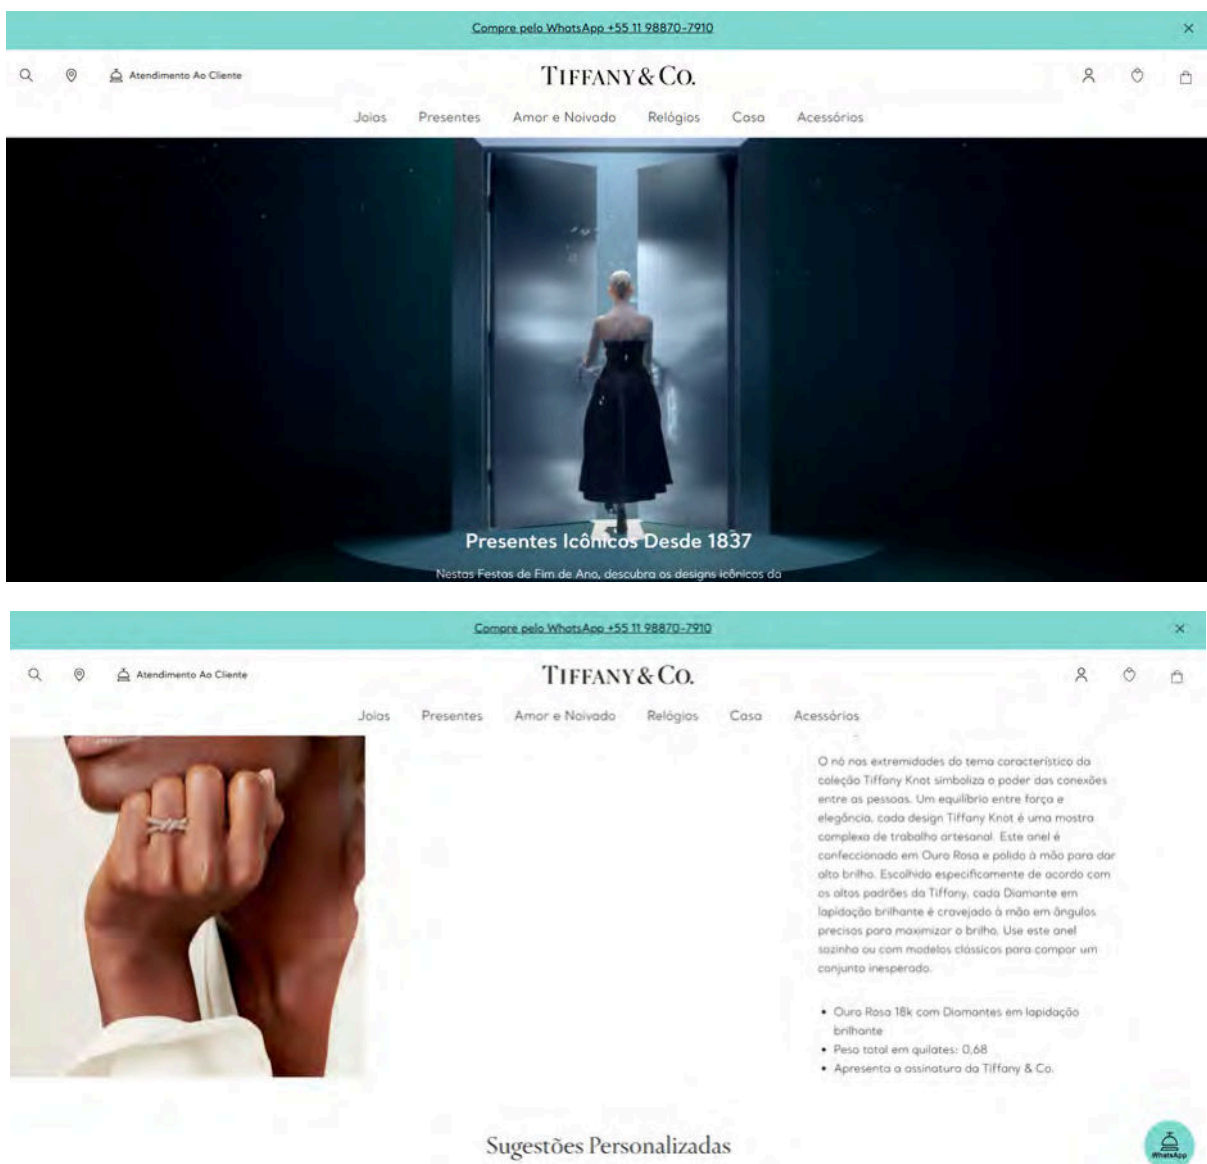 Compre pelo WhatsApp +55 11 98870-7910
Atendimento Ao Cliente
TIFFANY & CO.
Joias Presentes Amor e Noivado Relógios Casa Acessórios
Presentes Icônicos Desde 1837
Nestas Festas de Fim de Ano, descubra os designs icônicos da
Compre pelo WhatsApp +55 11 98870-7910
Atendimento Ao Cliente
TIFFANY & CO.
Joias Presentes Amor e Noivado Relógios Casa Acessórios
O nó nas extremidades do tema característico da
coleção Tiffany Knot simboliza o poder das conexões
entre as pessoas. Um equilíbrio entre força e
elegância, cada design Tiffany Knot é uma mostra
complexa de trabalho artesanal. Este anel é
confeccionado em Ouro Rosa e polido à mão para dar
alto brilho. Escolhido especificamente de acordo com
os altos padrões da Tiffany, cada Diamante em
lapidação brilhante é cravejado à mão em ângulos
precisos para maximizar o brilho. Use este anel
sozinho ou com modelos clássicos para compor um
conjunto inesperado.
• Ouro Rosa 18k com Diamantes em lapidação
brilhante
• Peso total em quilates: 0,68
• Apresenta a assinatura da Tiffany & Co.
Sugestões Personalizadas
WhatsApp